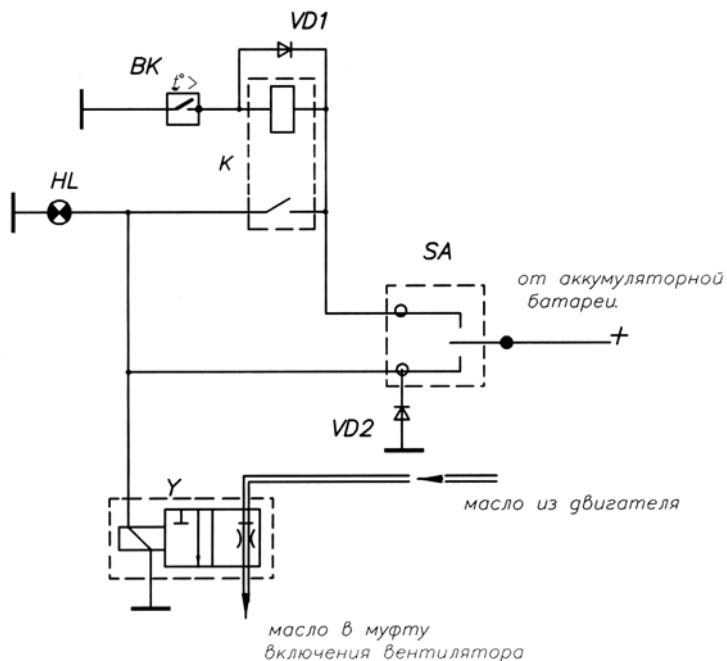 VD1
BK
t°>
K
HL
SA
от аккумуляторной
батареи.
+
VD2
Y
масло из двигателя
масло в муфту
включения вентилятора